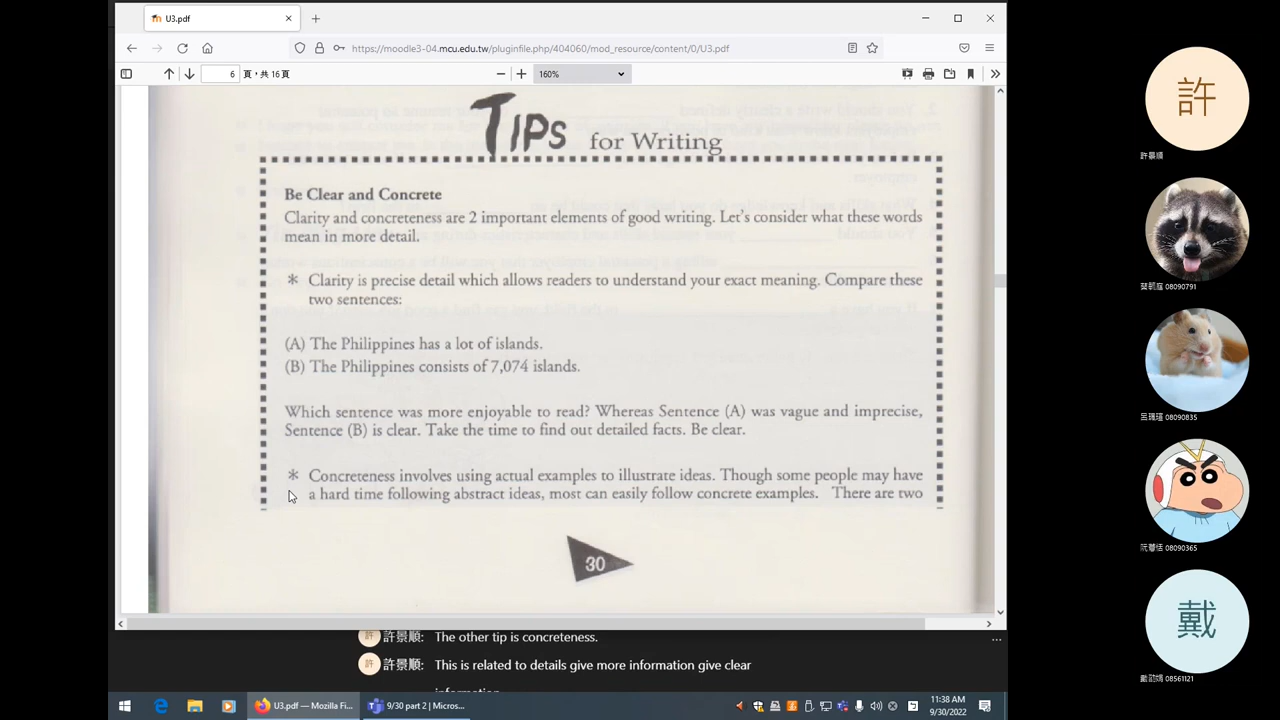 U3.pdf
https://moodle3-04.mcu.edu.tw/pluginfile.php/404060/mod_resource/content/0/U3.pdf
6 頁，共 16 頁
160%
TIPS for Writing
Be Clear and Concrete
Clarity and concreteness are 2 important elements of good writing. Let's consider what these words
mean in more detail.
* Clarity is precise detail which allows readers to understand your exact meaning. Compare these
two sentences:
(A) The Philippines has a lot of islands.
(B) The Philippines consists of 7,074 islands.
Which sentence was more enjoyable to read? Whereas Sentence (A) was vague and imprecise,
Sentence (B) is clear. Take the time to find out detailed facts. Be clear.
* Concreteness involves using actual examples to illustrate ideas. Though some people may have
a hard time following abstract ideas, most can easily follow concrete examples. There are two
30
許 許景順: The other tip is concreteness.
許 許景順: This is related to details give more information give clear
U3.pdf — Mozilla Fi...
9/30 part 2 | Micros...
11:38 AM
9/30/2022
許
許景順
08090791
08090835
08090365
戴
08561121